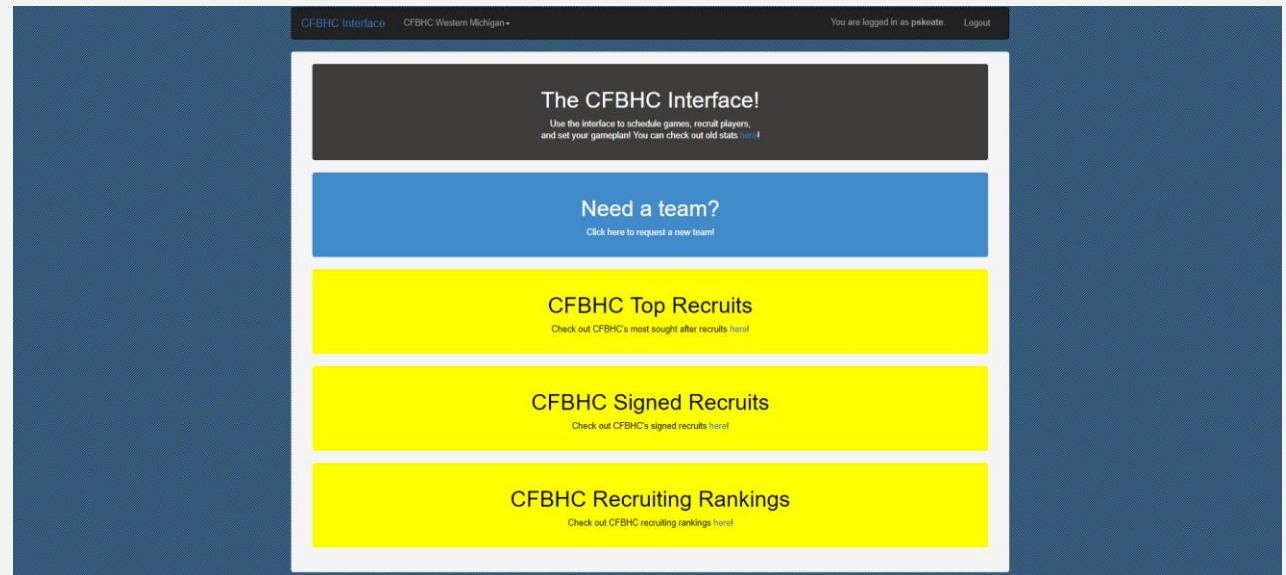 CFBHC Interface CFBHC Western Michigan You are logged in as pskeate. Logout
The CFBHC Interface!
Use the interface to schedule games, recruit players,
and set your gameplan! You can check out old stats here!
Need a team?
Click here to request a new team!
CFBHC Top Recruits
Check out CFBHC's most sought after recruits here!
CFBHC Signed Recruits
Check out CFBHC's signed recruits here!
CFBHC Recruiting Rankings
Check out CFBHC recruiting rankings here!